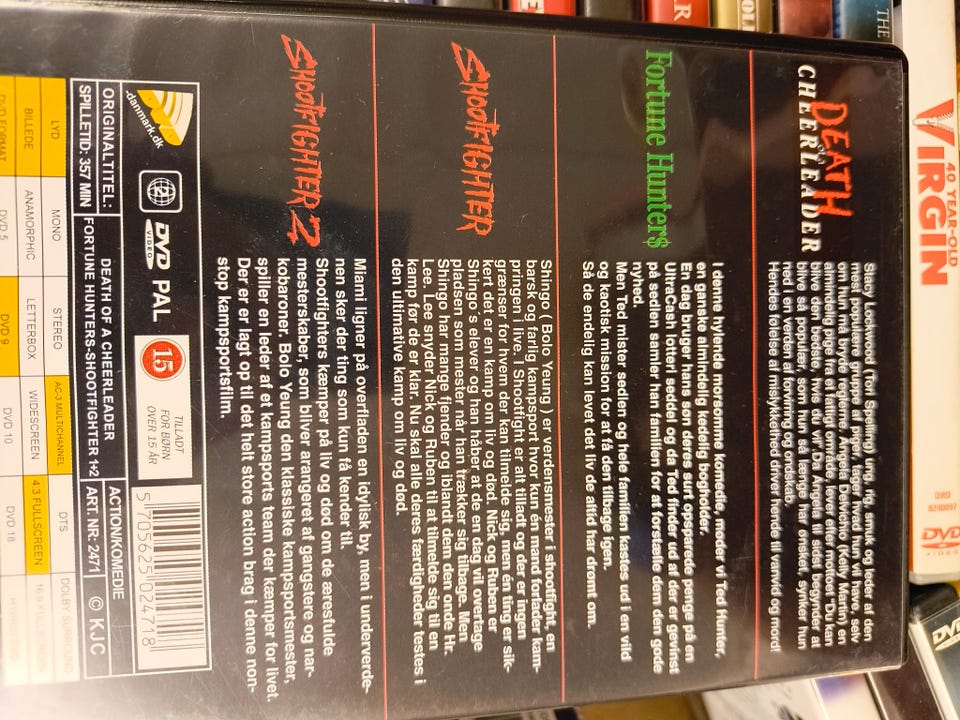 DEATH
OF A
CHEERLEADER
Stacy Lockwood (Tori Spelling) ung, rig, smuk og leder af den
mest populære gruppe af piger, tager hvad hun vil have, selv
om hun må bryde reglerne. Angela Delvicho (Kelly Martin) en
almindelig pige fra et fattigt område, lever efter mottoet 'Du kan
blive den bedste, hvis du vil'. Da Angela til sidst begynder at
blive så populær, som hun så længe har ønsket, synker hun
ned i en verden af forvirring og ondskab.
Hendes følelse af mislykkethed driver hende til vanvid og mord!
Fortune Hunter$
I denne hylende morsomme komedie, møder vi Ted Hunter,
en ganske almindelig kedelig bogholder.
En dag bruger hans søn deres surt opsparede penge på en
UltraCash lotteri seddel og da Ted finder ud af der er gevinst
på sedlen samler han familien for at fortælle dem den gode
nyhed.
Men Ted mister sedlen og hele familien kastes ud i en vild
og kaotisk mission for at få den tilbage igen.
Så de endelig kan levet det liv de altid har drømt om.
SHOOTFIGHTER
Shingo ( Bolo Yeung ) er verdensmester i shootfight, en
barsk og farlig kampsport hvor kun én mand forlader kam-
pringen i live. I Shootfight er alt tilladt og der er ingen
grænser for hvem der kan tilmelde sig, men én ting er sik-
kert det er en kamp om liv og død. Nick og Ruben er
Shingo's elever og han håber at de en dag vil overtage
pladsen som mester når han trækker sig tilbage. Men
Shingo har mange fjender og iblandt dem den onde Hr.
Lee. Lee snyder Nick og Ruben til at tilmelde sig til en
kamp før de er klar. Nu skal alle deres færdigheder testes i
den ultimative kamp om liv og død.
SHOOTFIGHTER 2
Miami ligner på overfladen en idylisk by, men i underverde-
nen sker der ting som kun få kender til.
Shootfighters kæmper på liv og død om de æresfulde
mesterskaber, som bliver arangeret af gangstere og nar-
kobaroner. Bolo Yeung den klassiske kampsportsmester,
spiller en leder af et kampsports team der kæmper for livet.
Der er er lagt op til det helt store action brag i denne non-
stop kampsportsfilm.
.danmark.dk
2
DVD VIDEO
PAL
15
TILLADT
FOR BØRN
OVER 15 ÅR
5 705625 024718
ORIGINALTITEL:
DEATH OF A CHEERLEADER
FORTUNE HUNTERS-SHOOTFIGHTER 1+2
ACTION/KOMEDIE
SPILLETID: 357 MIN
ART. NR: 2471
© KJC
LYD
MONO
STEREO
AC-3 MULTICHANNEL
DTS
DOLBY SURROUND
BILLEDE
ANAMORPHIC
LETTERBOX
WIDESCREEN
4:3 FULLSCREEN
DVD FORMAT
DVD 5
DVD 9
DVD 10
DVD 18
40 YEAR-OLD
VIRGIN
DVD
VIDEO
THE